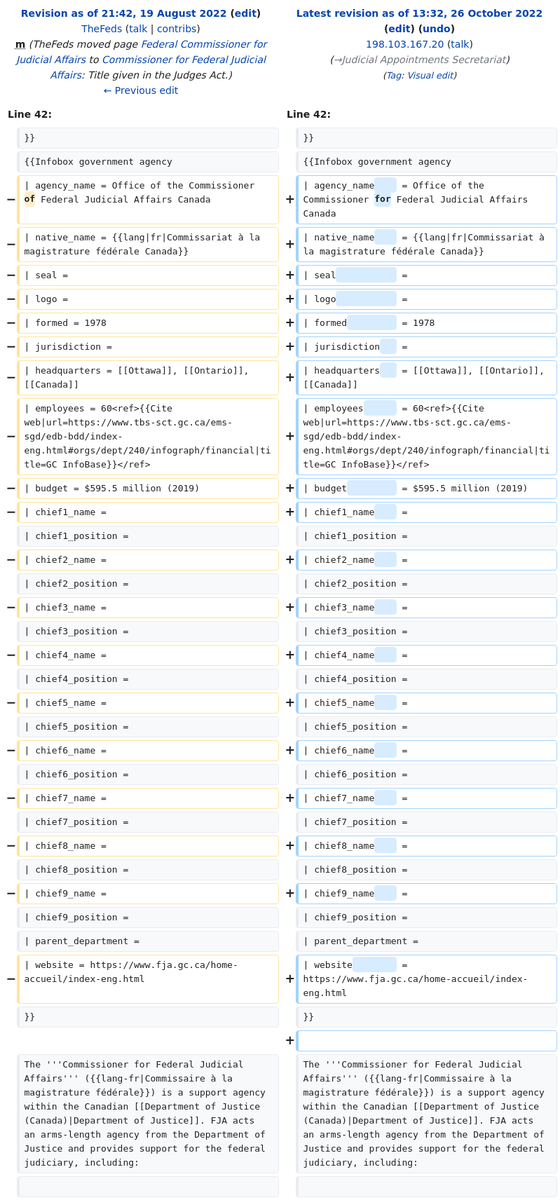 Revision as of 21:42, 19 August 2022 (edit)
TheFeds (talk | contribs)
m (TheFeds moved page Federal Commissioner for
Judicial Affairs to Commissioner for Federal Judicial
Affairs: Title given in the Judges Act.)
← Previous edit
Latest revision as of 13:32, 26 October 2022
(edit) (undo)
198.103.167.20 (talk)
(→Judicial Appointments Secretariat)
(Tag: Visual edit)
Line 42:
Line 42:
}}
}}
{{Infobox government agency
{{Infobox government agency
− | agency_name = Office of the Commissioner
of Federal Judicial Affairs Canada
+ | agency_name = Office of the
Commissioner for Federal Judicial Affairs
Canada
− | native_name = {{lang|fr|Commissariat à la
magistrature fédérale Canada}}
+ | native_name = {{lang|fr|Commissariat à
la magistrature fédérale Canada}}
− | seal =
+ | seal =
− | logo =
+ | logo =
− | formed = 1978
+ | formed = 1978
− | jurisdiction =
+ | jurisdiction =
− | headquarters = [[Ottawa]], [[Ontario]],
[[Canada]]
+ | headquarters = [[Ottawa]], [[Ontario]],
[[Canada]]
− | employees = 60<ref>{{Cite
web|url=https://www.tbs-sct.gc.ca/ems-
sgd/edb-bdd/index-
eng.html#orgs/dept/240/infograph/financial|ti
tle=GC InfoBase}}</ref>
+ | employees = 60<ref>{{Cite
web|url=https://www.tbs-sct.gc.ca/ems-
sgd/edb-bdd/index-
eng.html#orgs/dept/240/infograph/financial|ti
tle=GC InfoBase}}</ref>
− | budget = $595.5 million (2019)
+ | budget = $595.5 million (2019)
− | chief1_name =
+ | chief1_name =
| chief1_position =
| chief1_position =
− | chief2_name =
+ | chief2_name =
| chief2_position =
| chief2_position =
− | chief3_name =
+ | chief3_name =
| chief3_position =
| chief3_position =
− | chief4_name =
+ | chief4_name =
| chief4_position =
| chief4_position =
− | chief5_name =
+ | chief5_name =
| chief5_position =
| chief5_position =
− | chief6_name =
+ | chief6_name =
| chief6_position =
| chief6_position =
− | chief7_name =
+ | chief7_name =
| chief7_position =
| chief7_position =
− | chief8_name =
+ | chief8_name =
| chief8_position =
| chief8_position =
− | chief9_name =
+ | chief9_name =
| chief9_position =
| chief9_position =
| parent_department =
| parent_department =
− | website = https://www.fja.gc.ca/home-
accueil/index-eng.html
+ | website =
https://www.fja.gc.ca/home-accueil/index-
eng.html
}}
}}
+
The '''Commissioner for Federal Judicial
Affairs''' ({{lang-fr|Commissaire à la
magistrature fédérale}}) is a support agency
within the Canadian [[Department of Justice
(Canada)|Department of Justice]]. FJA acts
an arms-length agency from the Department of
Justice and provides support for the federal
judiciary, including:
The '''Commissioner for Federal Judicial
Affairs''' ({{lang-fr|Commissaire à la
magistrature fédérale}}) is a support agency
within the Canadian [[Department of Justice
(Canada)|Department of Justice]]. FJA acts
an arms-length agency from the Department of
Justice and provides support for the federal
judiciary, including: